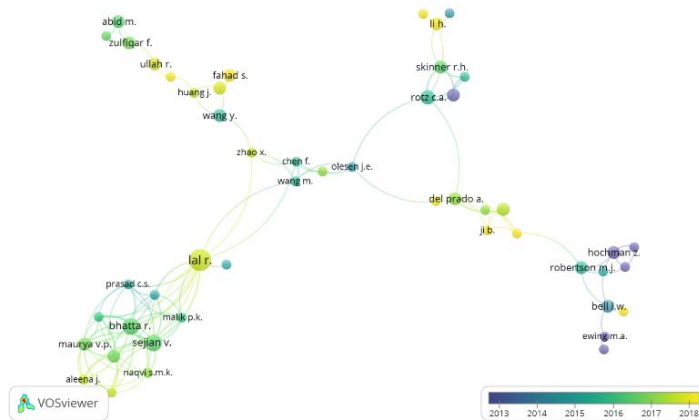 abid m.
zulfiqar f.
ullah r.
fahad s.
huang j.
wang y.
zhao x.
chen f.
olesen j.e.
wang m.
li h.
skinner r.h.
rotz c.a.
del prado a.
ji b.
hochman z.
robertson m.j.
bell l.w.
ewing m.a.
lal r.
prasad c.s.
malik p.k.
bhatta r.
maurya v.p.
sejian v.
naqvi s.m.k.
aleena j.
VOSviewer
2013 2014 2015 2016 2017 2018